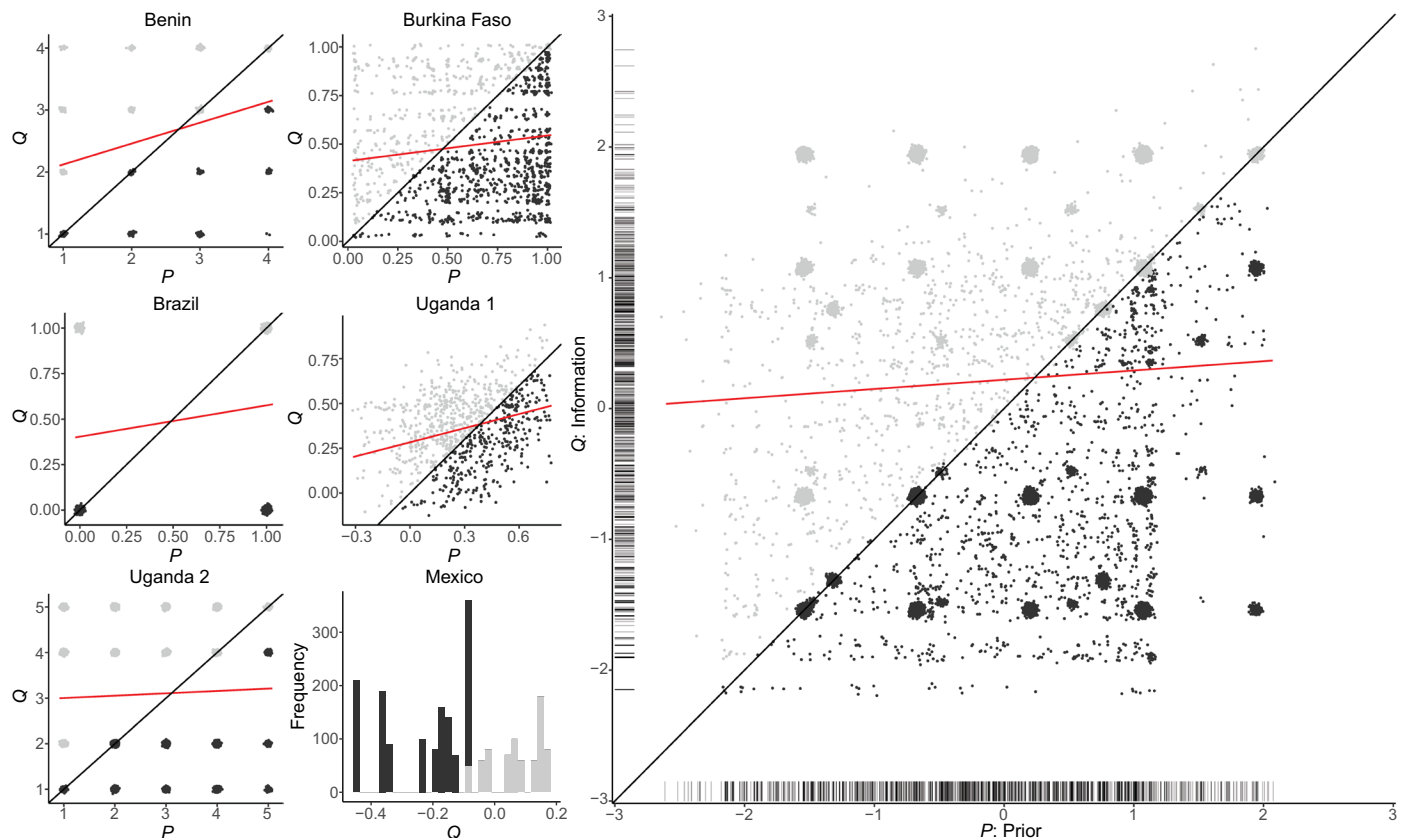 Benin
4
3
2
1
Q
1 2 3 4
P
Burkina Faso
1.00
0.75
0.50
0.25
0.00
Q
0.00 0.25 0.50 0.75 1.00
P
Brazil
1.00
0.75
0.50
0.25
0.00
Q
0.00 0.25 0.50 0.75 1.00
P
Uganda 1
0.75
0.50
0.25
0.00
Q
−0.3 0.0 0.3 0.6
P
Uganda 2
5
4
3
2
1
Q
1 2 3 4 5
P
Mexico
300
200
100
0
Frequency
−0.4 −0.2 0.0 0.2
Q
3
2
1
0
−1
−2
−3
Q: Information
−3 −2 −1 0 1 2 3
P: Prior